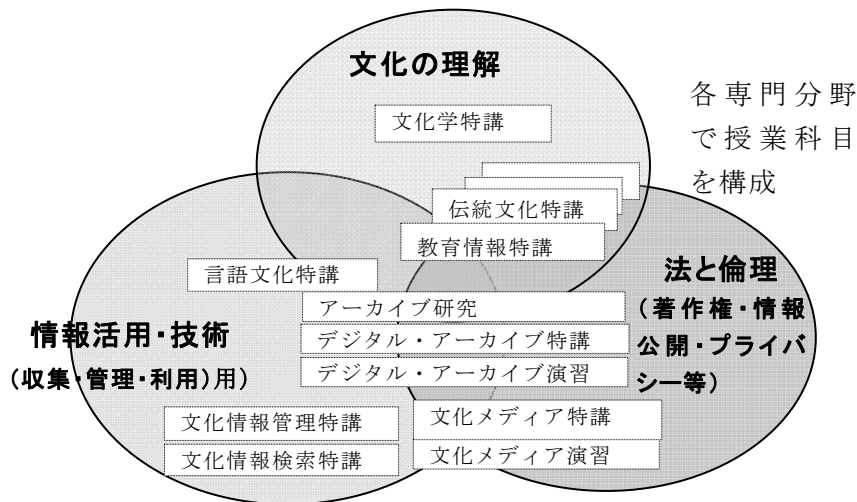 文化の理解
文化学特講
各専門分野
で授業科目
を構成
伝統文化特講
教育情報特講
言語文化特講
法と倫理
(著作権・情報
公開・プライバ
シー等)
アーカイブ研究
情報活用・技術
(収集・管理・利用)用)
デジタル・アーカイブ特講
デジタル・アーカイブ演習
文化情報管理特講
文化メディア特講
文化情報検索特講
文化メディア演習